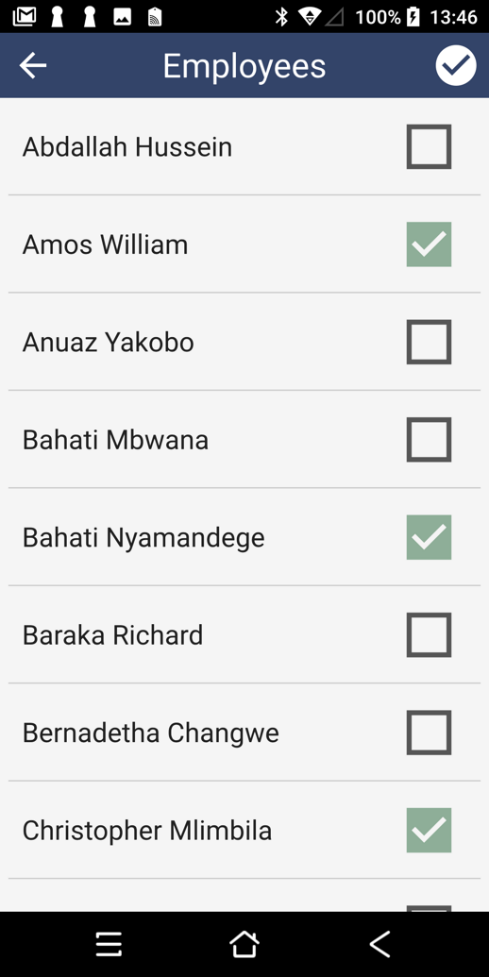 100% 13:46
Employees
Abdallah Hussein
Amos William
Anuaz Yakobo
Bahati Mbwana
Bahati Nyamandege
Baraka Richard
Bernadetha Changwe
Christopher Mlimbila